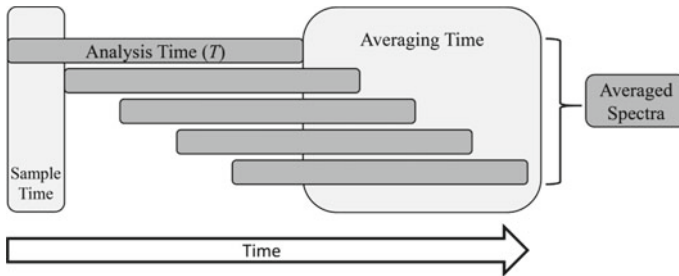 Analysis Time (T)
Averaging Time
Averaged
Spectra
Sample
Time
Time